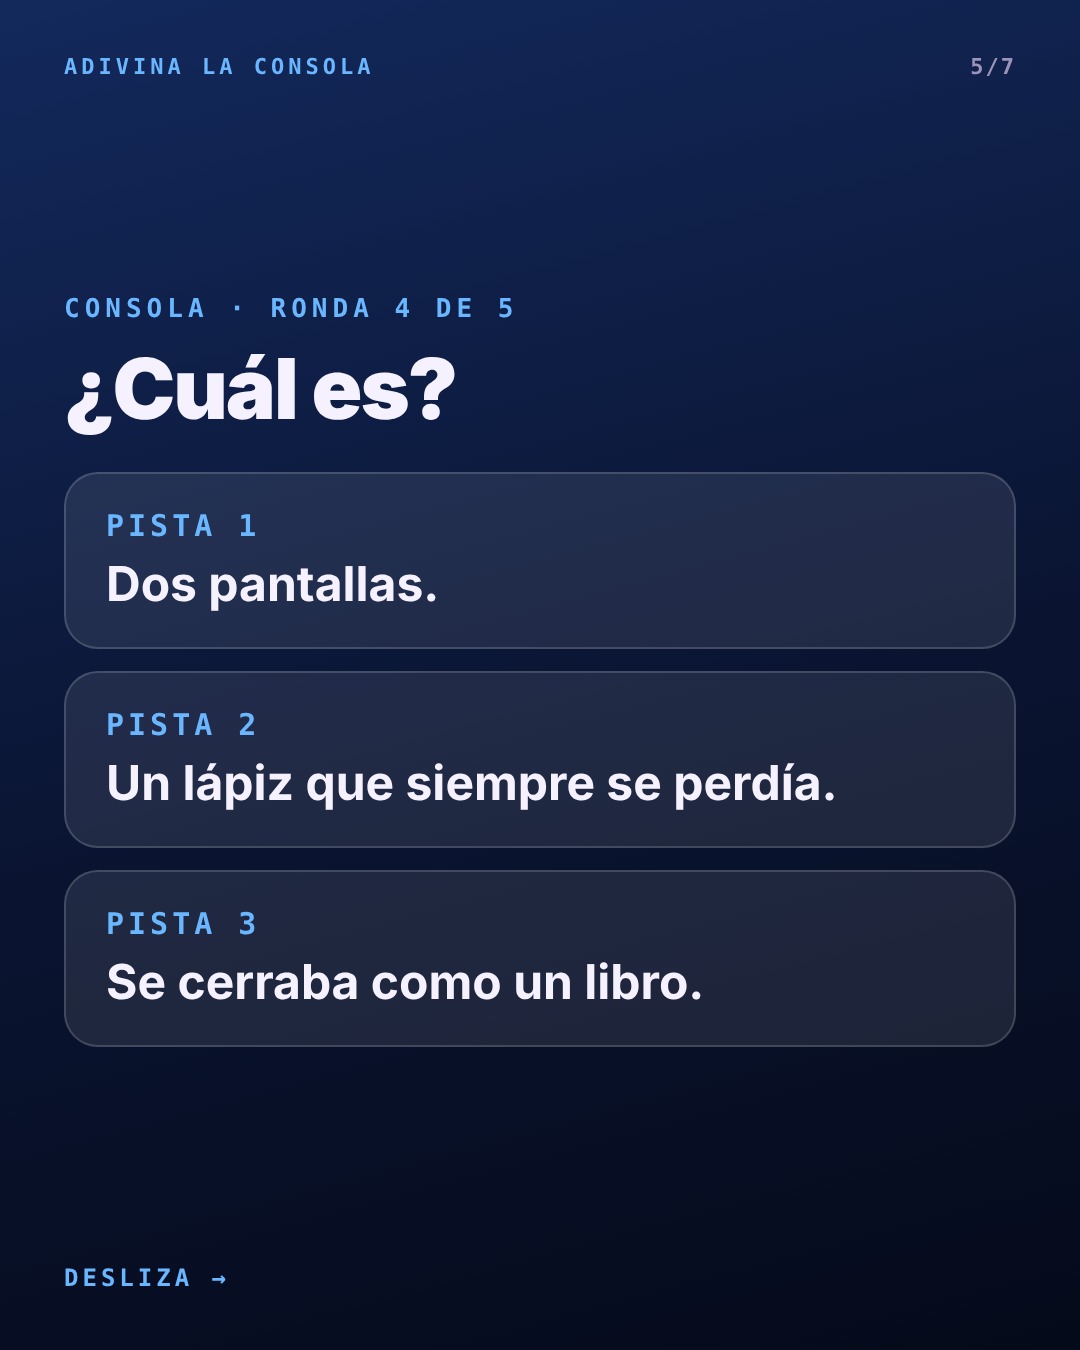 ADIVINA LA CONSOLA
5/7
CONSOLA · RONDA 4 DE 5
¿Cuál es?
PISTA 1
Dos pantallas.
PISTA 2
Un lápiz que siempre se perdía.
PISTA 3
Se cerraba como un libro.
DESLIZA →